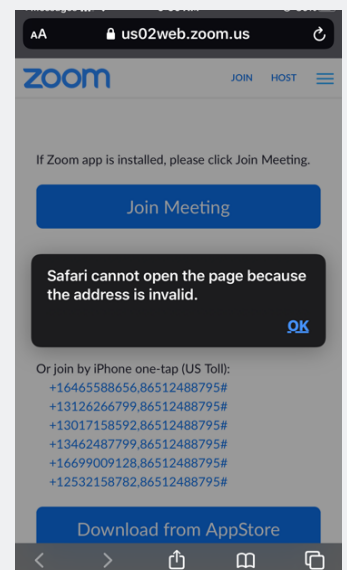 AA us02web.zoom.us
zoom JOIN HOST
If Zoom app is installed, please click Join Meeting.
Join Meeting
Safari cannot open the page because
the address is invalid.
OK
Or join by iPhone one-tap (US Toll):
+16465588656,86512488795#
+13126266799,86512488795#
+13017158592,86512488795#
+13462487799,86512488795#
+16699009128,86512488795#
+12532158782,86512488795#
Download from AppStore